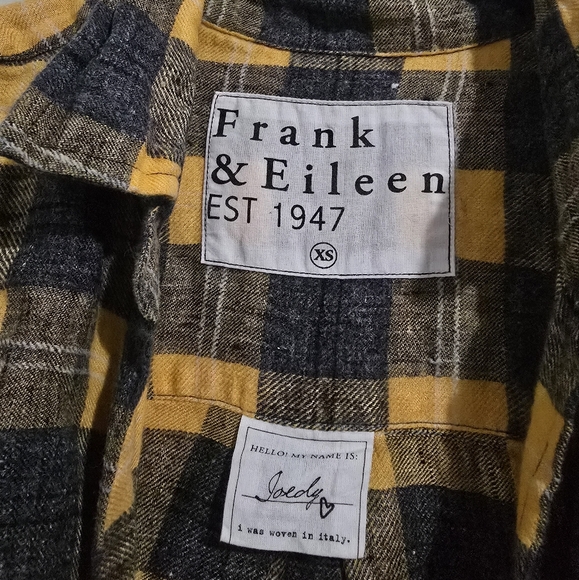 Frank
& Eileen
EST 1947
XS
HELLO! MY NAME IS:
Joedy
i was woven in italy.